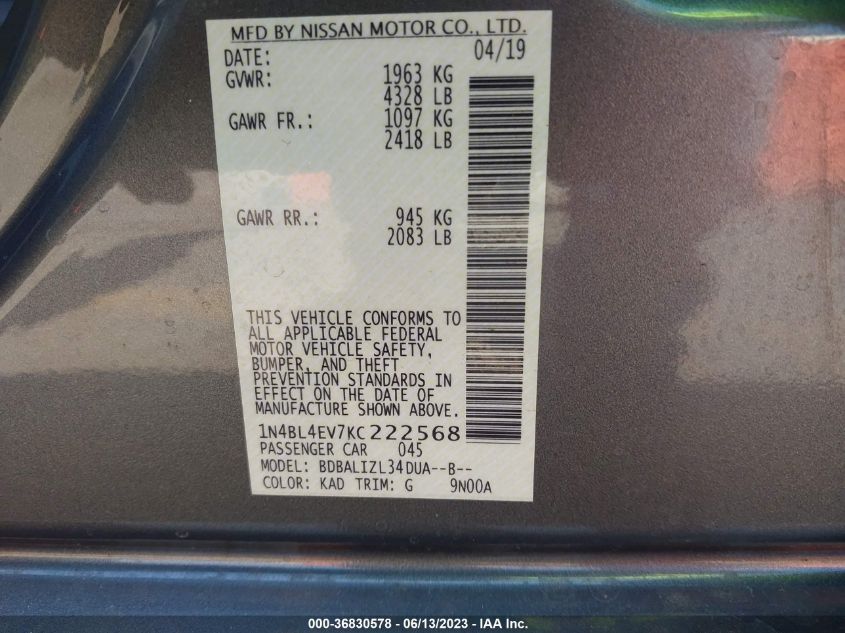 MFD BY NISSAN MOTOR CO., LTD.
DATE: 04/19
GVWR: 1963 KG
4328 LB
GAWR FR.: 1097 KG
2418 LB
GAWR RR.: 945 KG
2083 LB
THIS VEHICLE CONFORMS TO
ALL APPLICABLE FEDERAL
MOTOR VEHICLE SAFETY,
BUMPER, AND THEFT
PREVENTION STANDARDS IN
EFFECT ON THE DATE OF
MANUFACTURE SHOWN ABOVE.
1N4BL4EV7KC222568
PASSENGER CAR 045
MODEL: BDBALIZL34DUA--B--
COLOR: KAD TRIM: G 9N00A
000-36830578 - 06/13/2023 - IAA Inc.